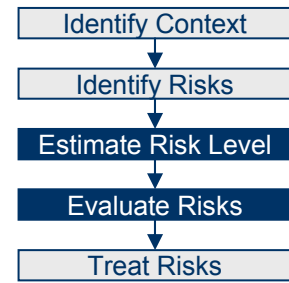 Identify Context
Identify Risks
Estimate Risk Level
Evaluate Risks
Treat Risks